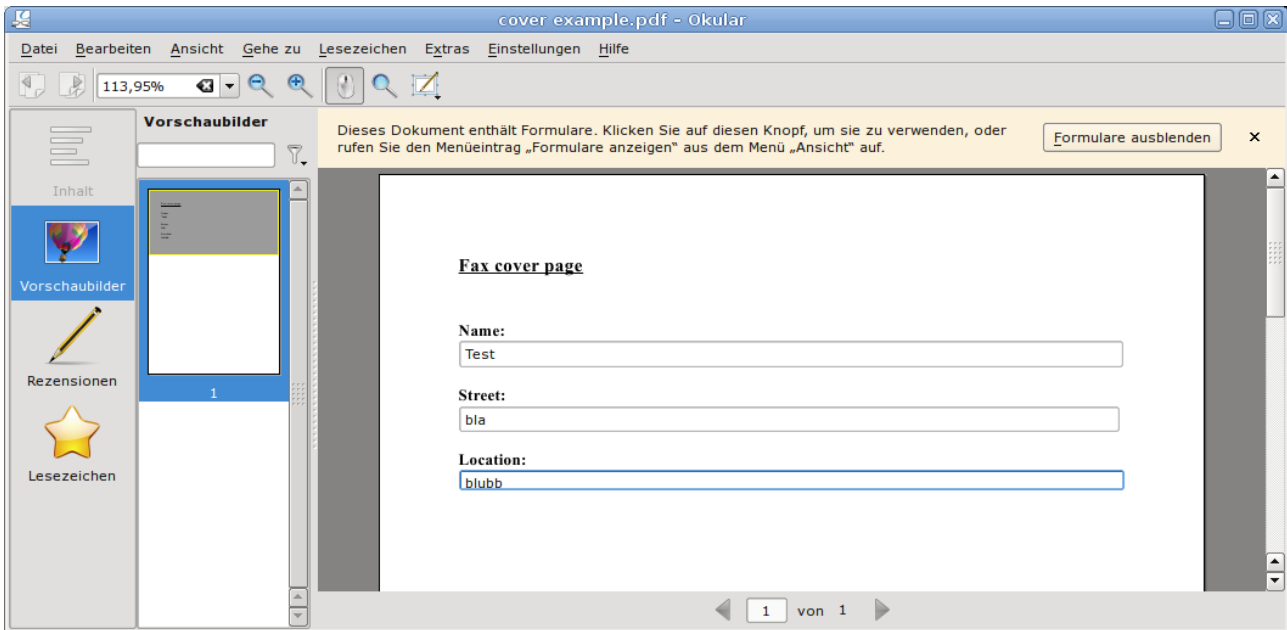 cover example.pdf – Okular
Datei Bearbeiten Ansicht Gehe zu Lesezeichen Extras Einstellungen Hilfe
113,95%
Inhalt
Vorschaubilder
Rezensionen
Lesezeichen
Vorschaubilder
1
Dieses Dokument enthält Formulare. Klicken Sie auf diesen Knopf, um sie zu verwenden, oder
rufen Sie den Menüeintrag „Formulare anzeigen“ aus dem Menü „Ansicht“ auf.
Formulare ausblenden
Fax cover page
Name:
Test
Street:
bla
Location:
blubb
1 von 1